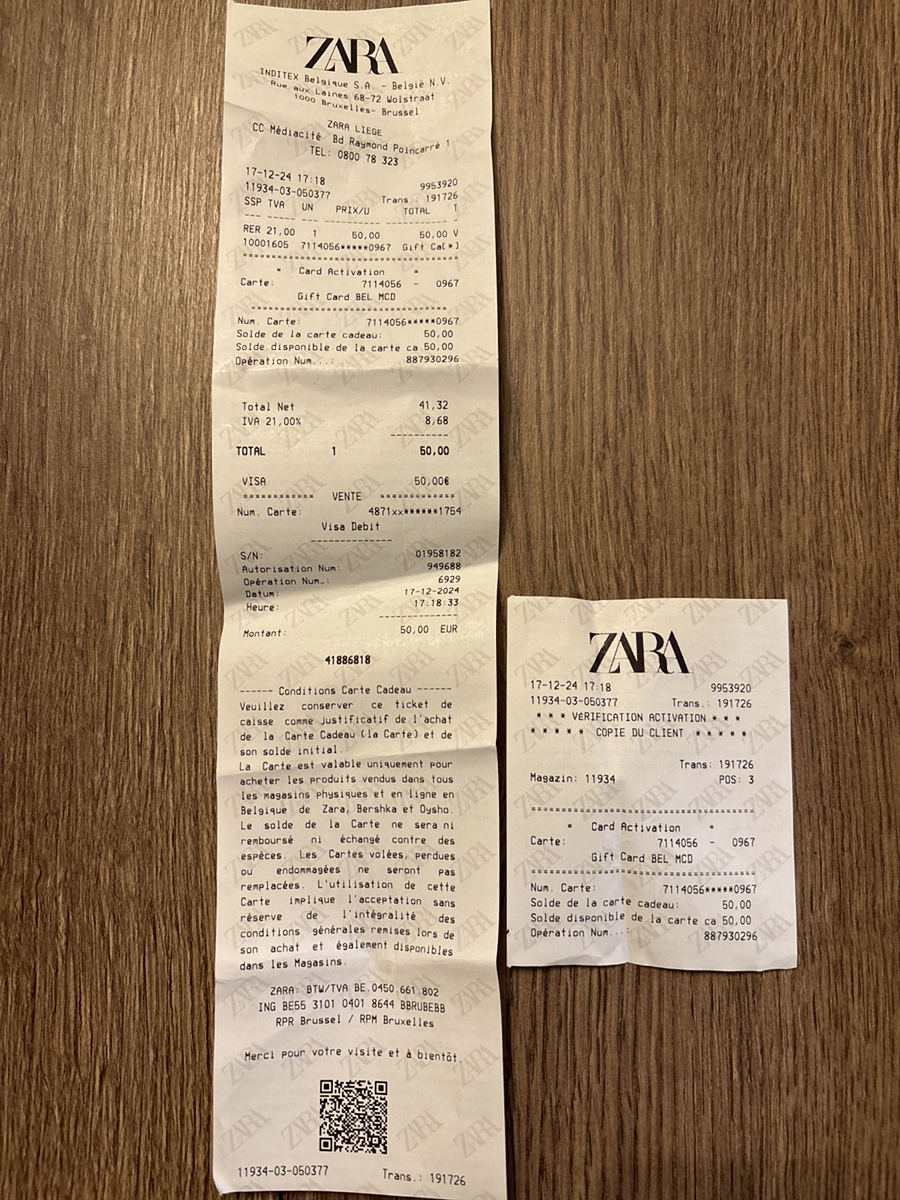 ZARA
INDITEX Belgique S.A. - België N.V.
Rue aux Laines 68-72 Wolstraat
1000 Bruxelles- Brussel
ZARA LIEGE
CC Médiacité Bd Raymond Poincarré 1
TEL: 0800 78 323
17-12-24 17:18 9953920
11934-03-050377 Trans.: 191726
SSP TVA UN PRIX/U TOTAL T
--- --- --- --- --- -
RER 21,00 1 50,00 50,00 V
10001605 7114056*****0967 Gift Ca[*]
====================================
" Card Activation "
Carte: 7114056 - 0967
Gift Card BEL MCD
====================================
Num. Carte: 7114056*****0967
Solde de la carte cadeau: 50,00
Solde disponible de la carte ca 50,00
Opération Num...: 887930296
Total Net 41,32
IVA 21,00% 8,68
----------
TOTAL 1 50,00
VISA 50,00€
=========== VENTE ============
Num. Carte: 4871xx******1754
Visa Debit
--------------
S/N: 01958182
Autorisation Num: 949688
Opération Num.: 6929
Datum: 17-12-2024
Heure: 17:18:33
--------------
Montant: 50,00 EUR
41886818
------ Conditions Carte Cadeau ------
Veuillez conserver ce ticket de
caisse comme justificatif de l'achat
de la Carte Cadeau (la Carte) et de
son solde initial.
La Carte est valable uniquement pour
acheter les produits vendus dans tous
les magasins physiques et en ligne en
Belgique de Zara, Bershka et Oysho.
Le solde de la Carte ne sera ni
remboursé ni échangé contre des
espèces. Les Cartes volées, perdues
ou endommagées ne seront pas
remplacées. L'utilisation de cette
Carte implique l'acceptation sans
réserve de l'intégralité des
conditions générales remises lors de
son achat et également disponibles
dans les Magasins.
ZARA: BTW/TVA BE.0450.661.802
ING BE55 3101 0401 8644 BBRUBEBB
RPR Brussel / RPM Bruxelles
Merci pour votre visite et à bientôt.
11934-03-050377 Trans.: 191726
ZARA
17-12-24 17:18 9953920
11934-03-050377 Trans.: 191726
* * * VERIFICATION ACTIVATION * * *
* * * * * COPIE DU CLIENT * * * * *
Trans: 191726
Magazin: 11934 POS: 3
====================================
" Card Activation "
Carte: 7114056 - 0967
Gift Card BEL MCD
====================================
Num. Carte: 7114056*****0967
Solde de la carte cadeau: 50,00
Solde disponible de la carte ca 50,00
Opération Num...: 887930296